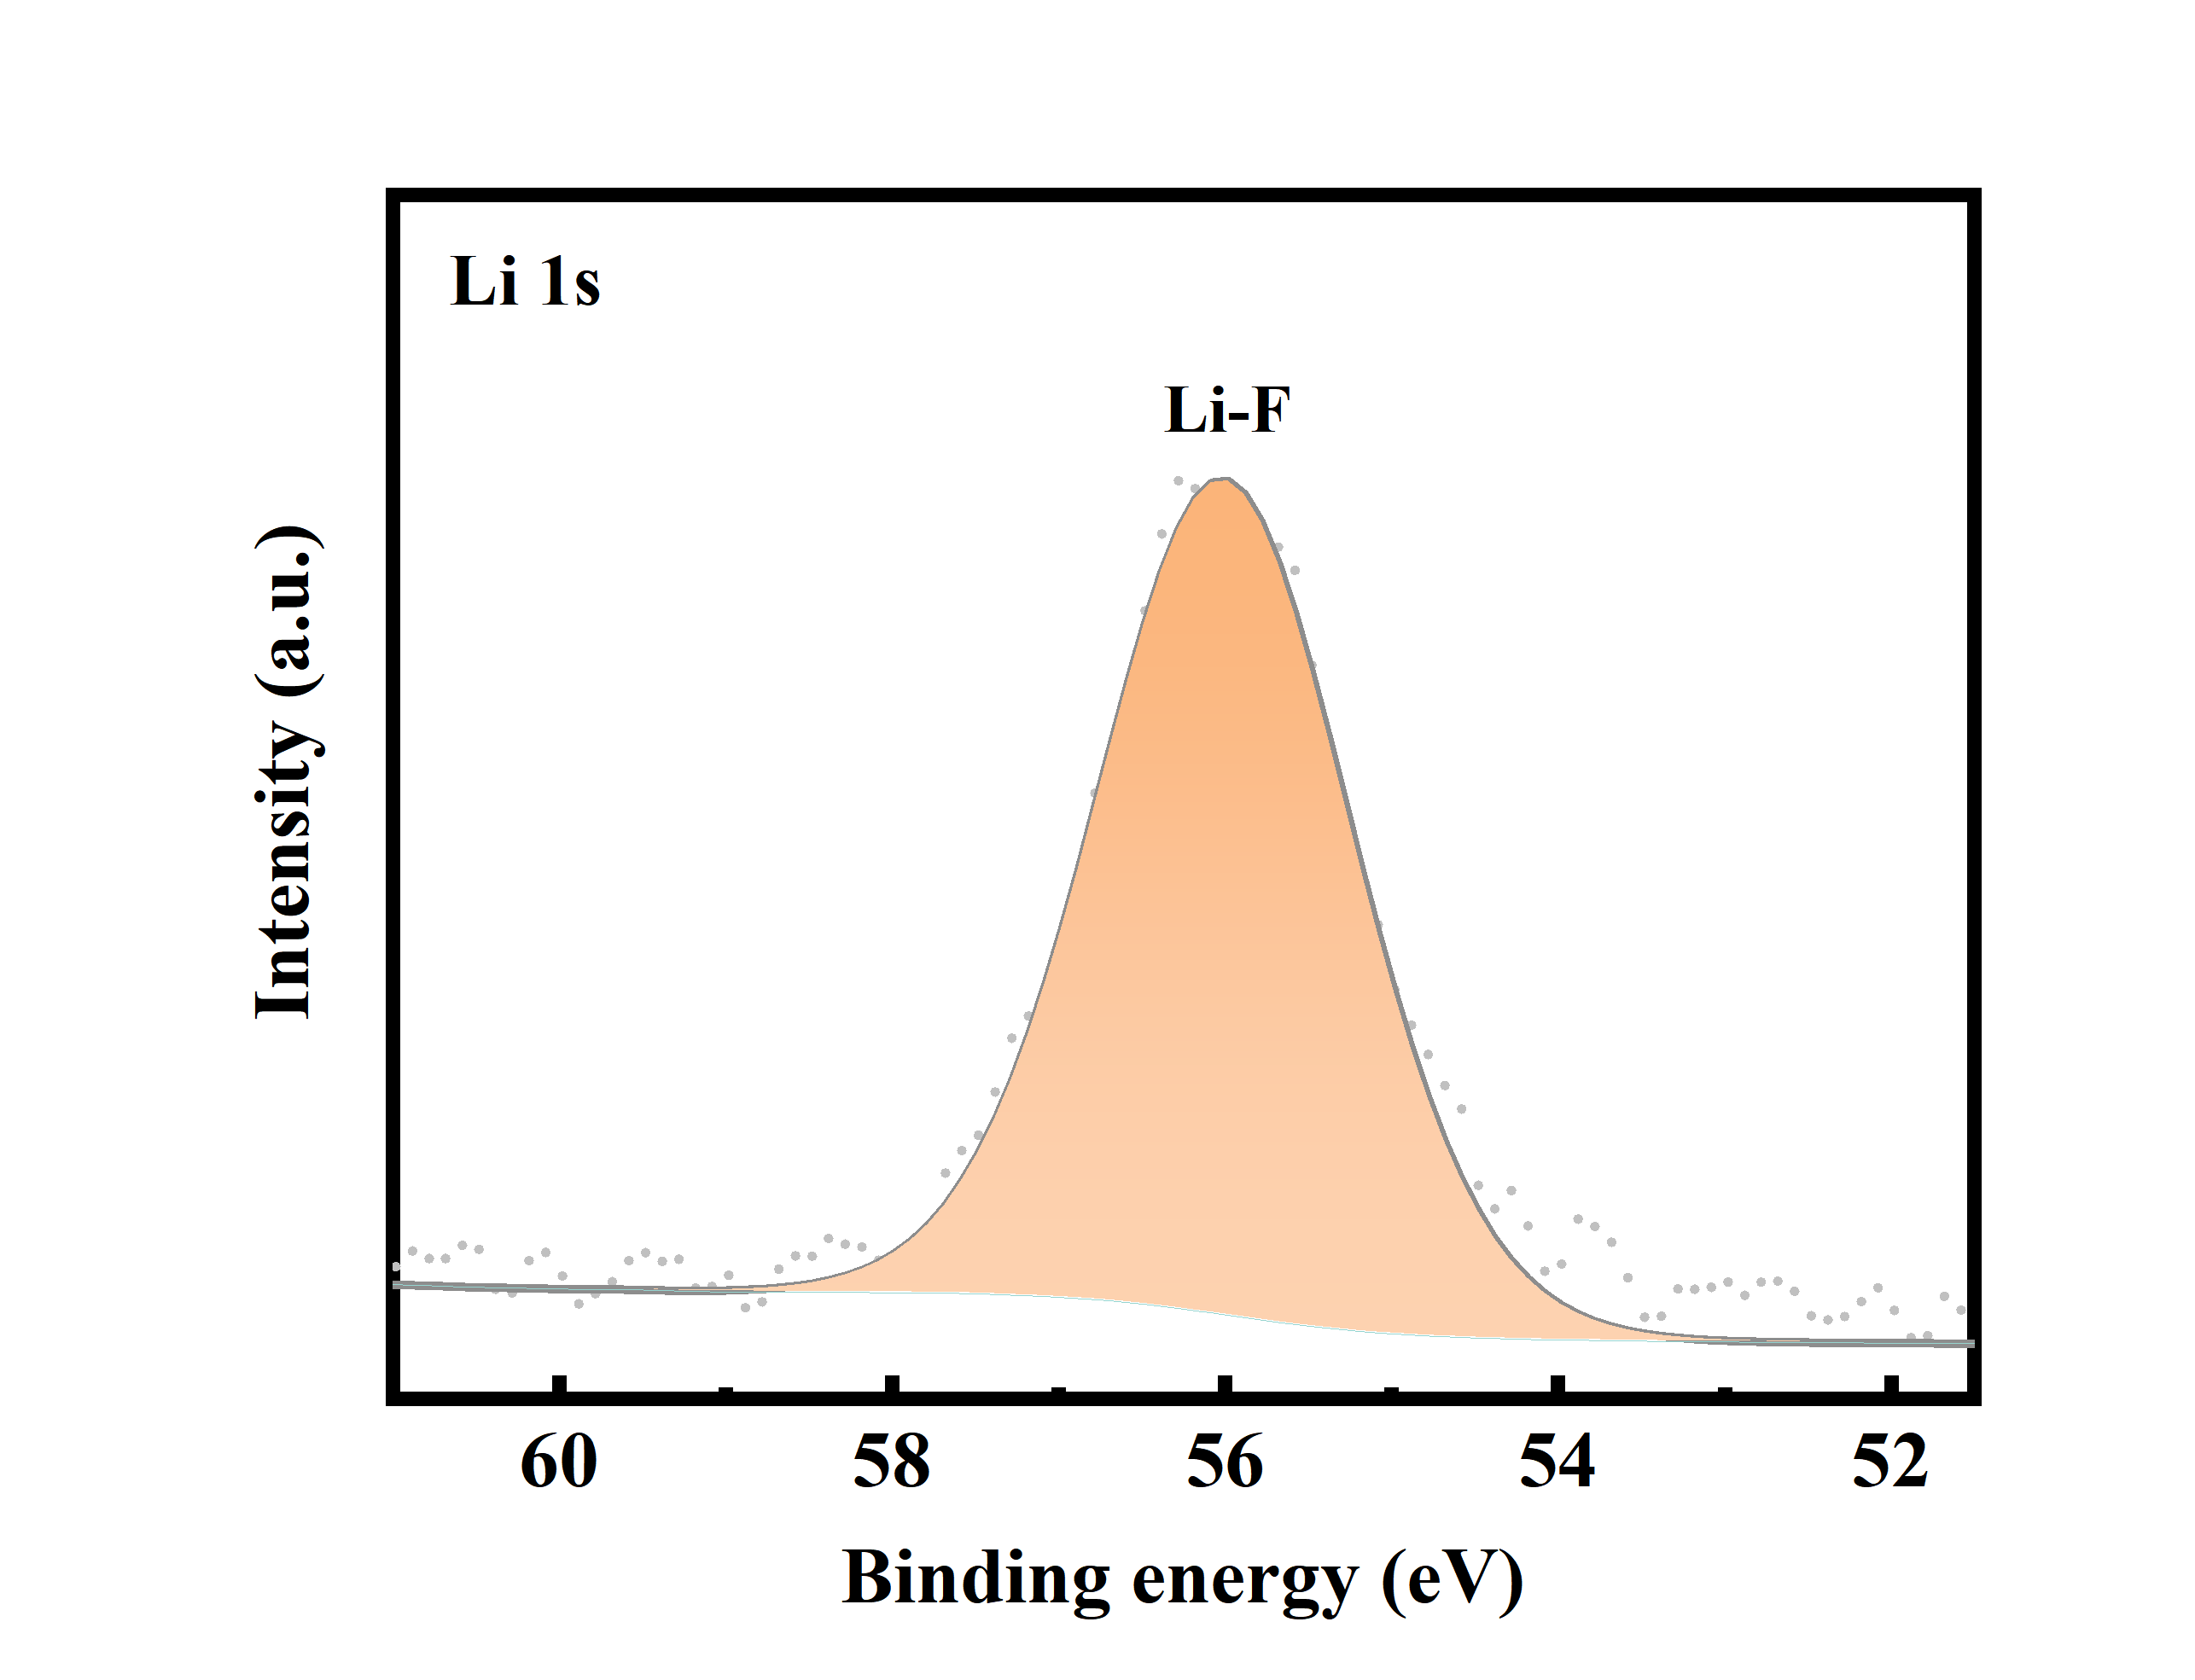 Li 1s
Li-F
Intensity (a.u.)
60 58 56 54 52
Binding energy (eV)